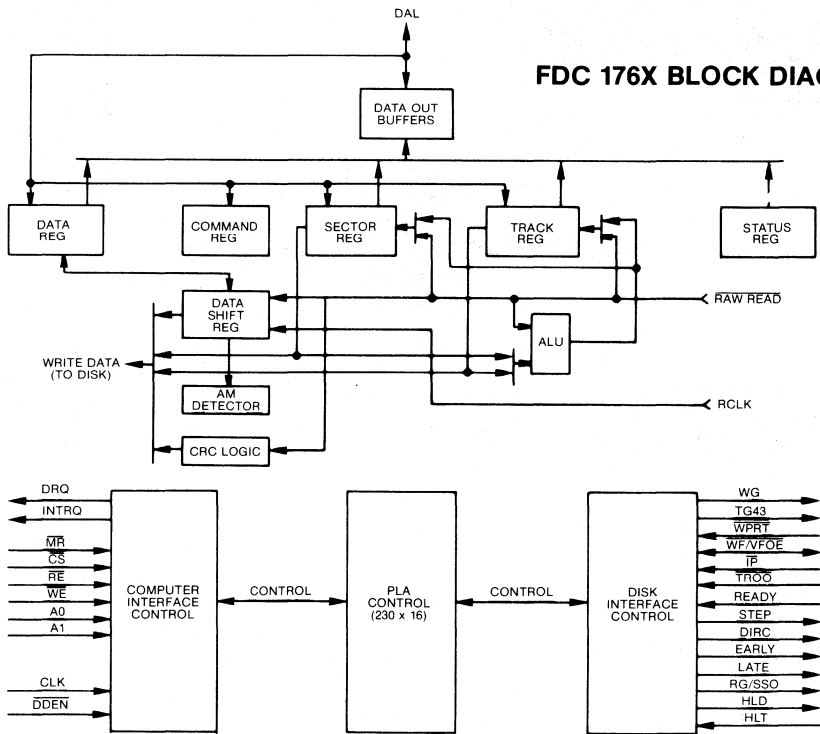 DAL
FDC 176X BLOCK DIAG
DATA OUT
BUFFERS
DATA
REG
COMMAND
REG
SECTOR
REG
TRACK
REG
STATUS
REG
DATA
SHIFT
REG
RAW READ
ALU
WRITE DATA
(TO DISK)
AM
DETECTOR
RCLK
CRC LOGIC
DRQ
INTRQ
MR
CS
RE
WE
A0
A1
CLK
DDEN
COMPUTER
INTERFACE
CONTROL
CONTROL
PLA
CONTROL
(230 x 16)
CONTROL
DISK
INTERFACE
CONTROL
WG
TG43
WPRT
WF/VFOE
IP
TROO
READY
STEP
DIRC
EARLY
LATE
RG/SSO
HLD
HLT